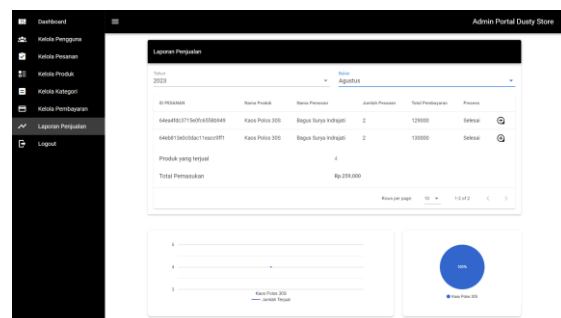 Dashboard
Admin Portal Dusty Store
Kelola Pengguna
Kelola Pesanan
Kelola Produk
Kelola Kategori
Kelola Pembayaran
Laporan Penjualan
Logout
Laporan Penjualan
Tahun
2023
Bulan
Agustus
ID PESANAN Nama Produk Nama Pemesan Jumlah Pesanan Total Pembayaran Proses
Kaos Polos 30S Bagus Surya Indrajati 2 129000 Selesai
Kaos Polos 30S Bagus Surya Indrajati 2 130000 Selesai
Produk yang terjual 4
Total Pemasukan Rp 259,000
Rows per page 10 1-2 of 2
5
4
3
Kaos Polos 30S
Jumlah Terjual
100%
Kaos Polos 30S